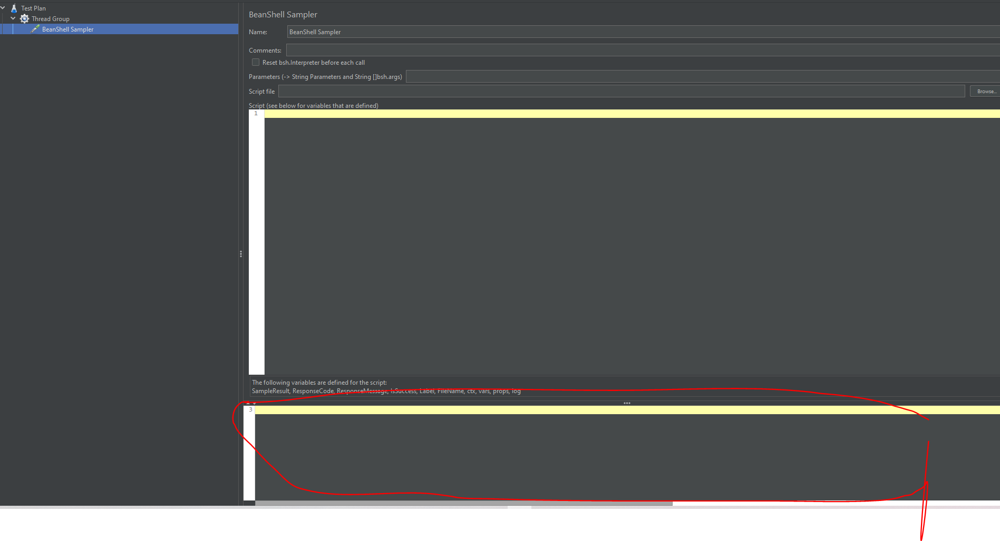 Test Plan
Thread Group
BeanShell Sampler
BeanShell Sampler
Name: BeanShell Sampler
Comments:
Reset bsh.Interpreter before each call
Parameters (-> String Parameters and String []bsh.args)
Script file Browse...
Script (see below for variables that are defined)
1
The following variables are defined for the script:
SampleResult, ResponseCode, ResponseMessage, IsSuccess, Label, FileName, ctx, vars, props, log
3